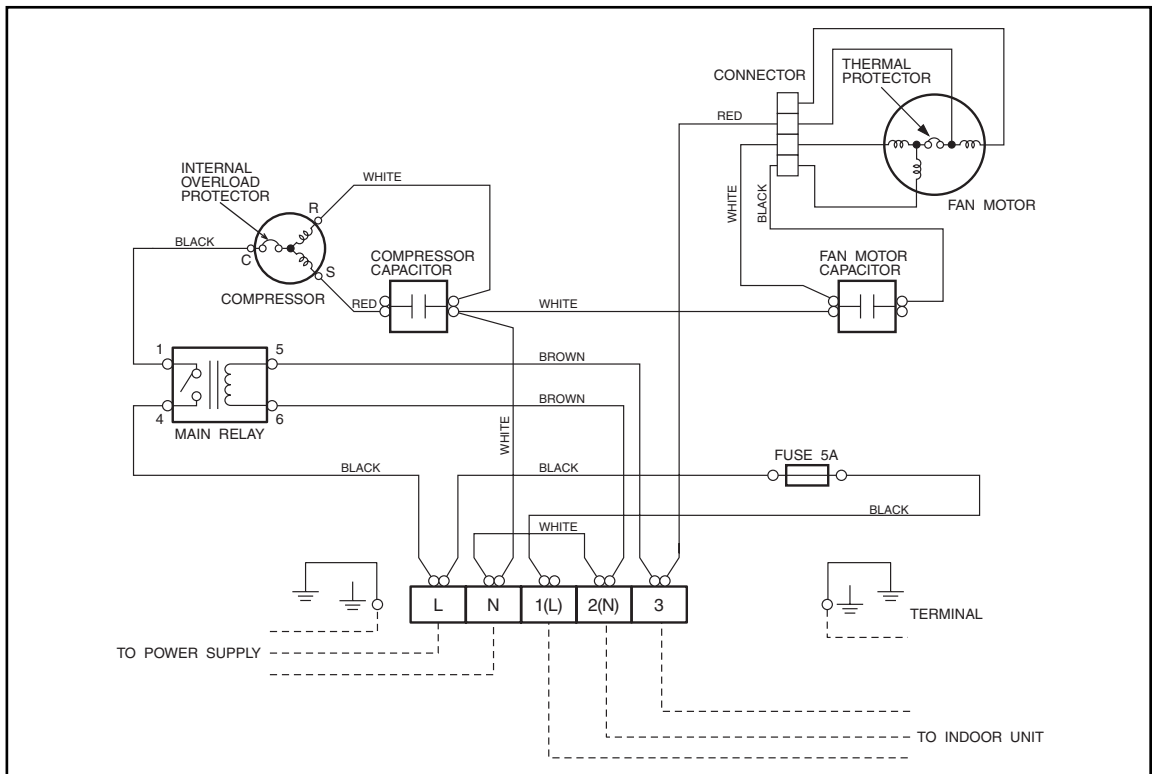 CONNECTOR
THERMAL
PROTECTOR
RED
FAN MOTOR
WHITE
BLACK
INTERNAL
OVERLOAD
PROTECTOR
R
WHITE
BLACK
C
S
COMPRESSOR
COMPRESSOR
CAPACITOR
RED
WHITE
FAN MOTOR
CAPACITOR
1
5
BROWN
4
6
BROWN
MAIN RELAY
WHITE
BLACK
BLACK
FUSE 5A
BLACK
WHITE
L
N
1(L)
2(N)
3
TERMINAL
TO POWER SUPPLY
TO INDOOR UNIT